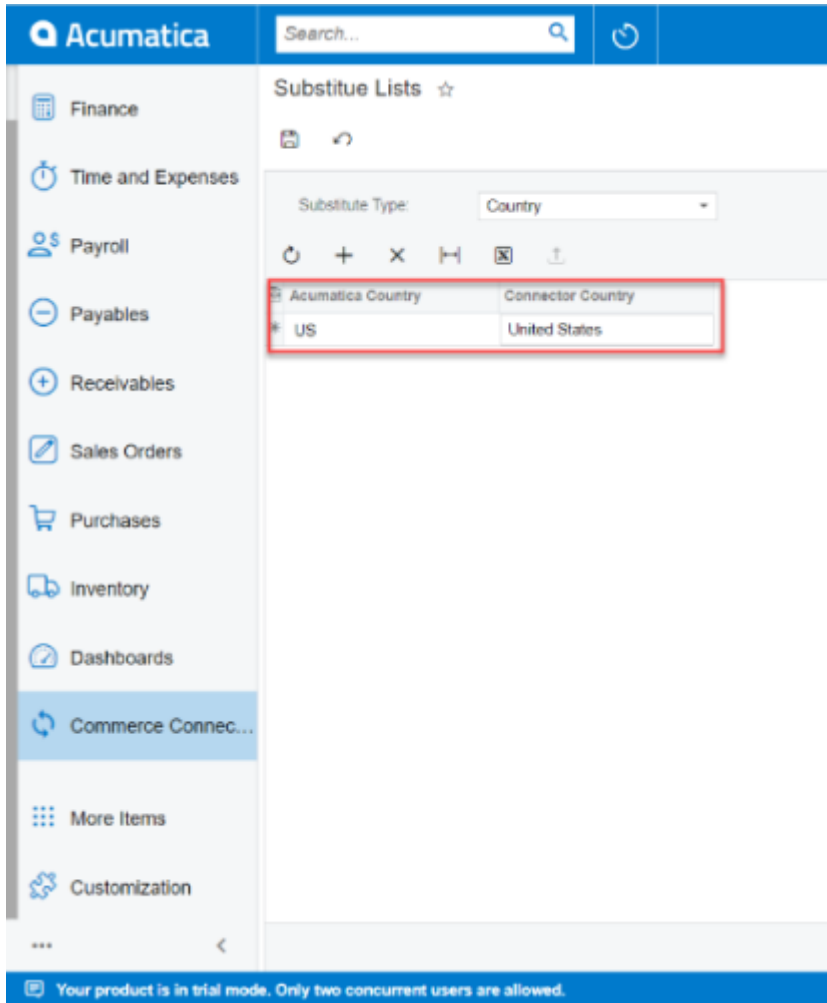 Acumatica
Search...
Substitue Lists
Finance
Time and Expenses
Substitute Type: Country
Payroll
Acumatica Country Connector Country
US United States
Payables
Receivables
Sales Orders
Purchases
Inventory
Dashboards
Commerce Connec...
More Items
Customization
Your product is in trial mode. Only two concurrent users are allowed.